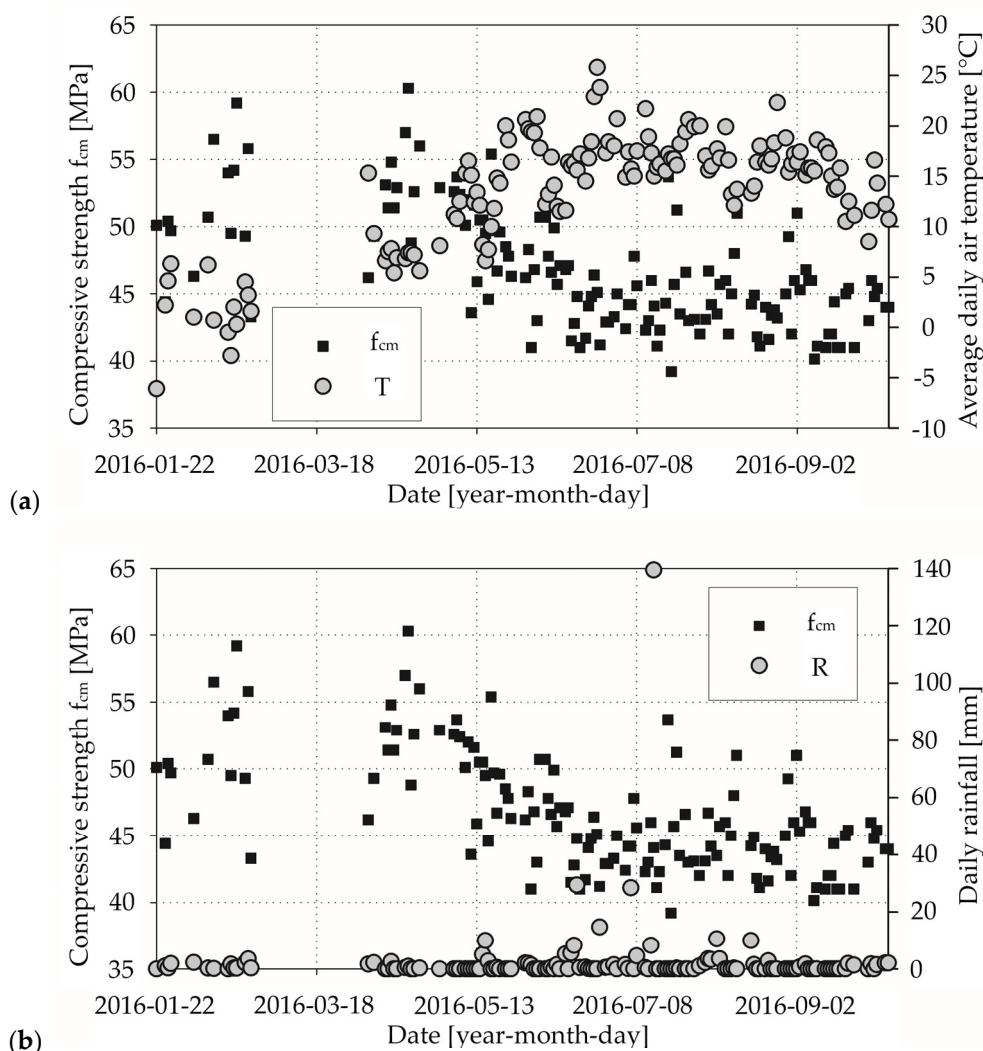 65
60
55
50
45
40
35
Compressive strength fcm [MPa]
30
25
20
15
10
5
0
-5
-10
Average daily air temperature [°C]
fcm
T
2016-01-22 2016-03-18 2016-05-13 2016-07-08 2016-09-02
Date [year-month-day]
(a)
65
60
55
50
45
40
35
Compressive strength fcm [MPa]
140
120
100
80
60
40
20
0
Daily rainfall [mm]
fcm
R
2016-01-22 2016-03-18 2016-05-13 2016-07-08 2016-09-02
Date [year-month-day]
(b)